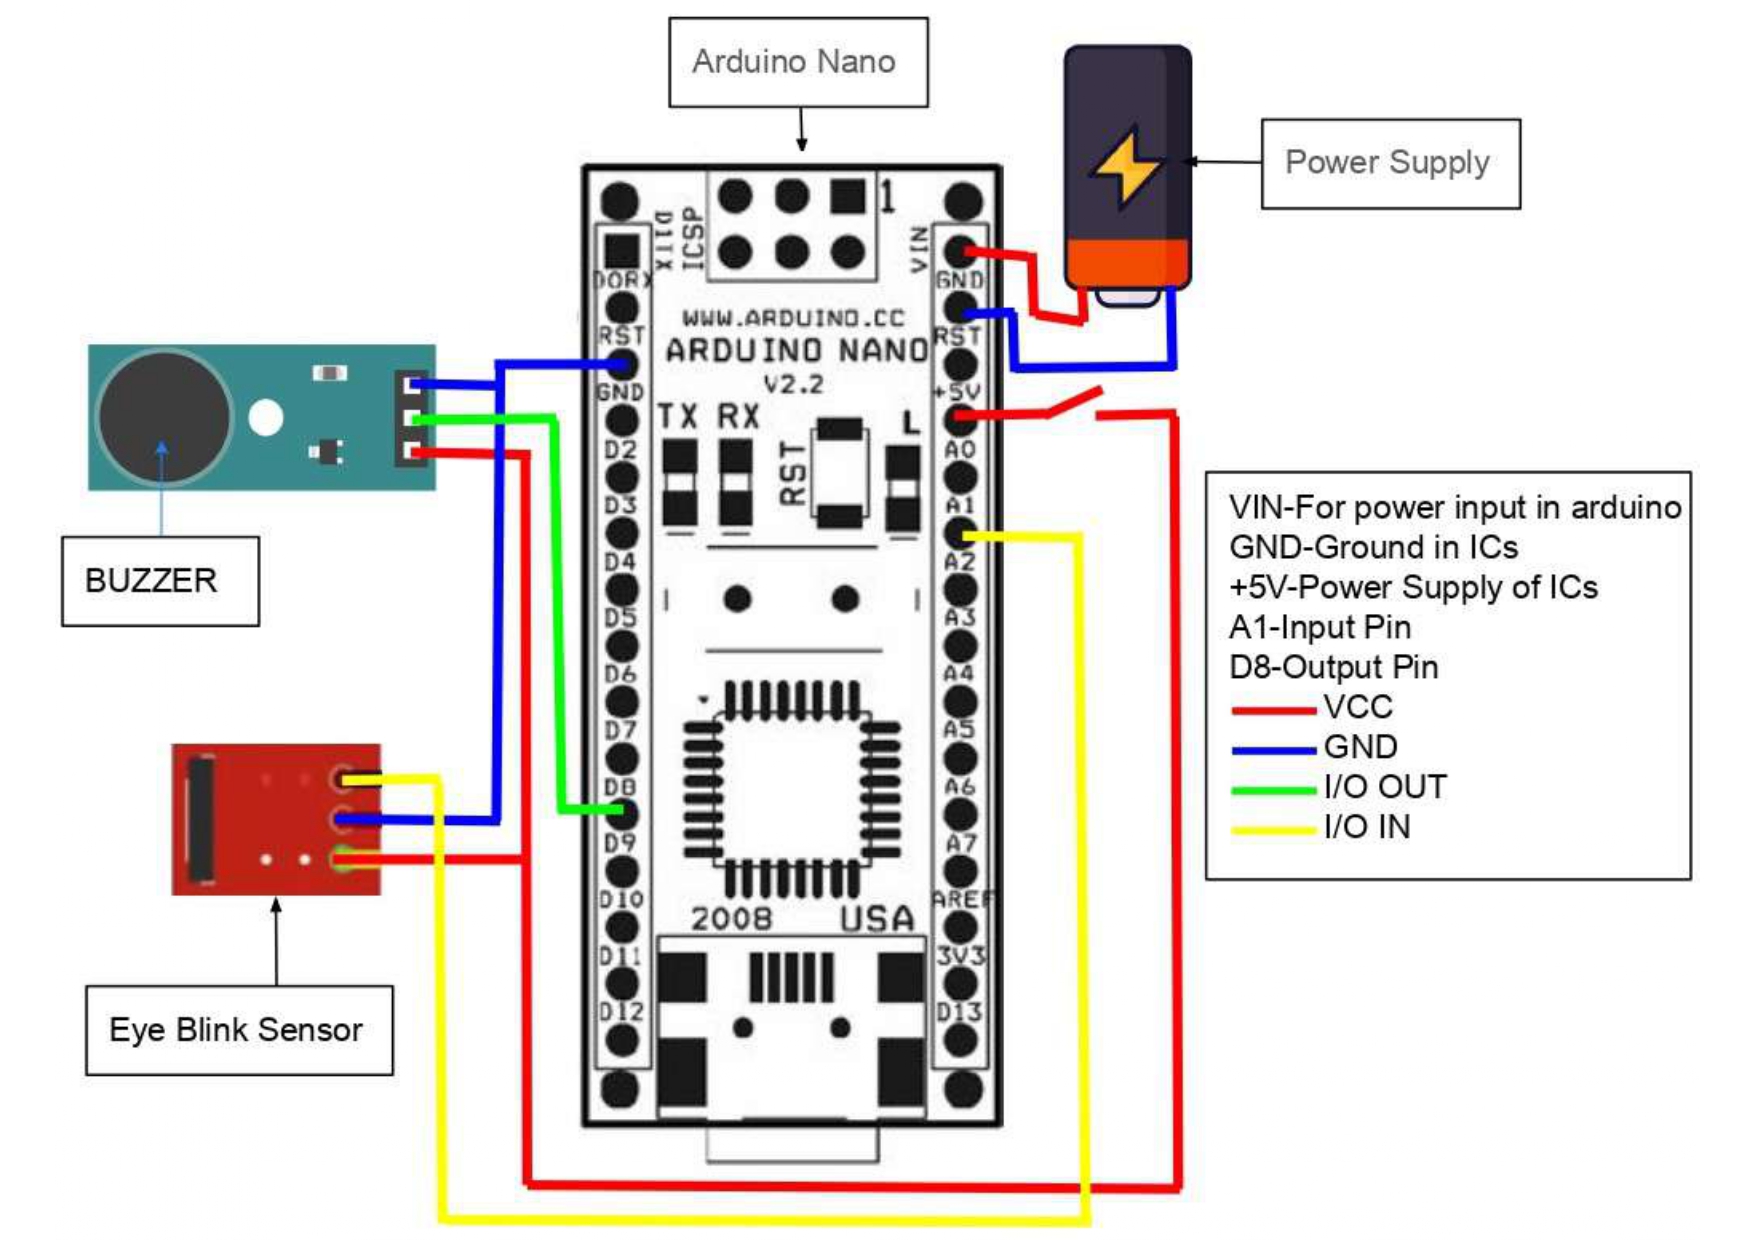 Arduino Nano
Power Supply
1
D1TX
ICSP
VIN
DORX
GND
WWW.ARDUINO.CC
RST
ARDUINO NANO
RST
V2.2
GND
+5V
TX RX
L
D2
RST
A0
D3
A1
D4
A2
D5
A3
D6
A4
D7
A5
D8
A6
D9
A7
D10
AREF
2008
USA
D11
3V3
D12
D13
BUZZER
Eye Blink Sensor
VIN-For power input in arduino
GND-Ground in ICs
+5V-Power Supply of ICs
A1-Input Pin
D8-Output Pin
VCC
GND
I/O OUT
I/O IN